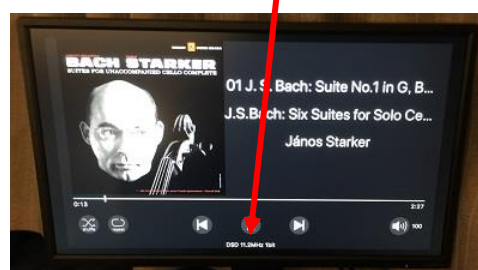 BACH STARKER
SUITES FOR UNACCOMPANIED CELLO COMPLETE
01 J. S. Bach: Suite No.1 in G, B...
J.S.Bach: Six Suites for Solo Ce...
János Starker
0:13
2:27
100
DSD 11.2MHz 1bit